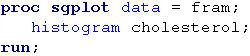 proc sgplot data = fram;
   histogram cholesterol;
run;